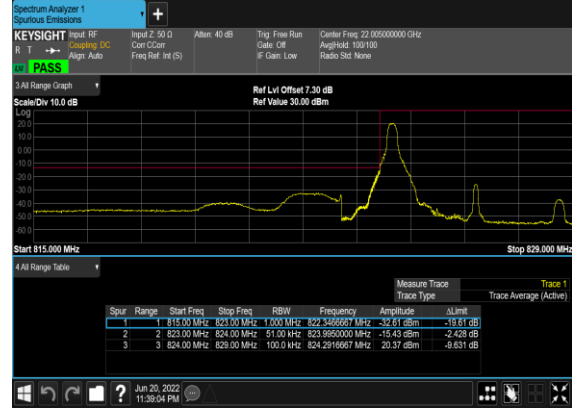 Spectrum Analyzer 1
Spurious Emissions
+
KEYSIGHT Input: RF Input Z: 50 Ω Atten: 40 dB Trig: Free Run Center Freq: 22.005000000 GHz
R T Coupling: DC Corr CCorr Gate: Off Avg|Hold: 100/100
Align: Auto Freq Ref: Int (S) IF Gain: Low Radio Std: None
PASS
3 All Range Graph Ref Lvl Offset 7.30 dB
Scale/Div 10.0 dB Ref Value 30.00 dBm
Log
20.0
10.0
0.00
-10.0
-20.0
-30.0
-40.0
-50.0
-60.0
Start 815.000 MHz Stop 829.000 MHz
4 All Range Table
Measure Trace Trace 1
Trace Type Trace Average (Active)
Spur Range Start Freq Stop Freq RBW Frequency Amplitude ΔLimit
1 1 815.00 MHz 823.00 MHz 1.000 MHz 822.3466667 MHz -32.61 dBm -19.61 dB
2 2 823.00 MHz 824.00 MHz 51.00 kHz 823.9950000 MHz -15.43 dBm -2.428 dB
3 3 824.00 MHz 829.00 MHz 100.0 kHz 824.2916667 MHz 20.37 dBm -9.631 dB
? Jun 20, 2022
11:39:04 PM